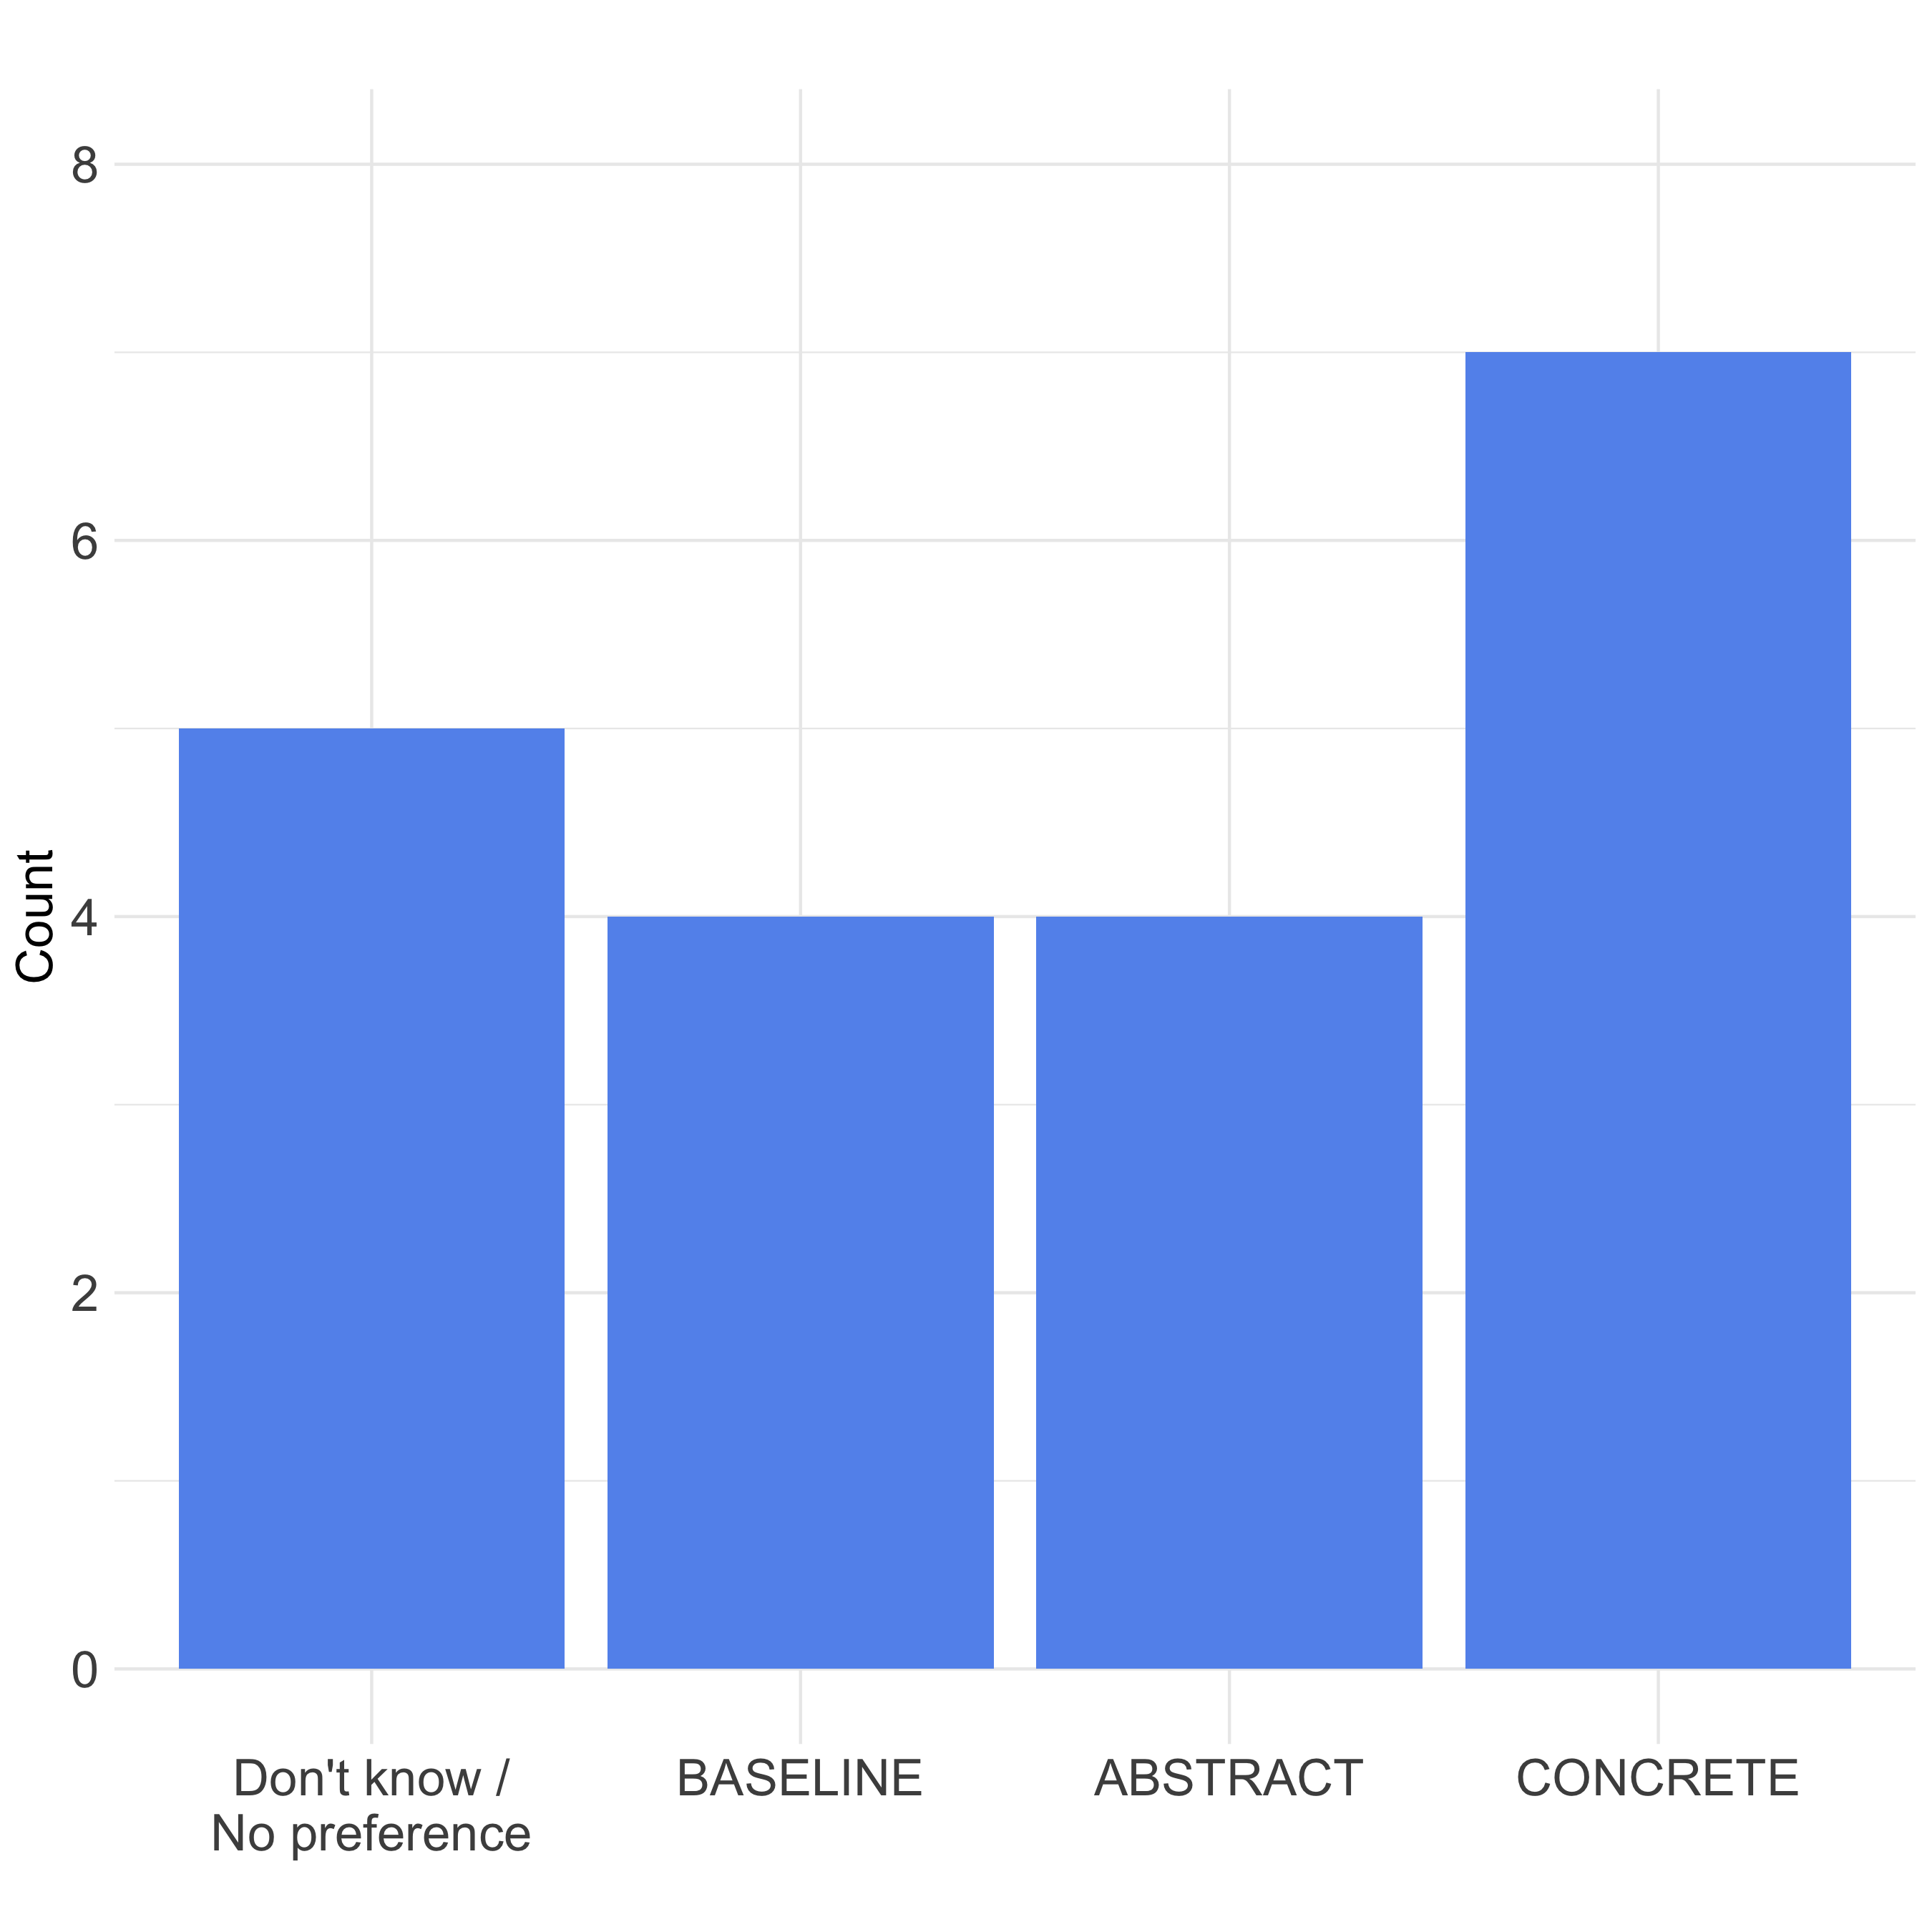 8
6
4
2
0
Count
Don't know /
No preference
BASELINE
ABSTRACT
CONCRETE